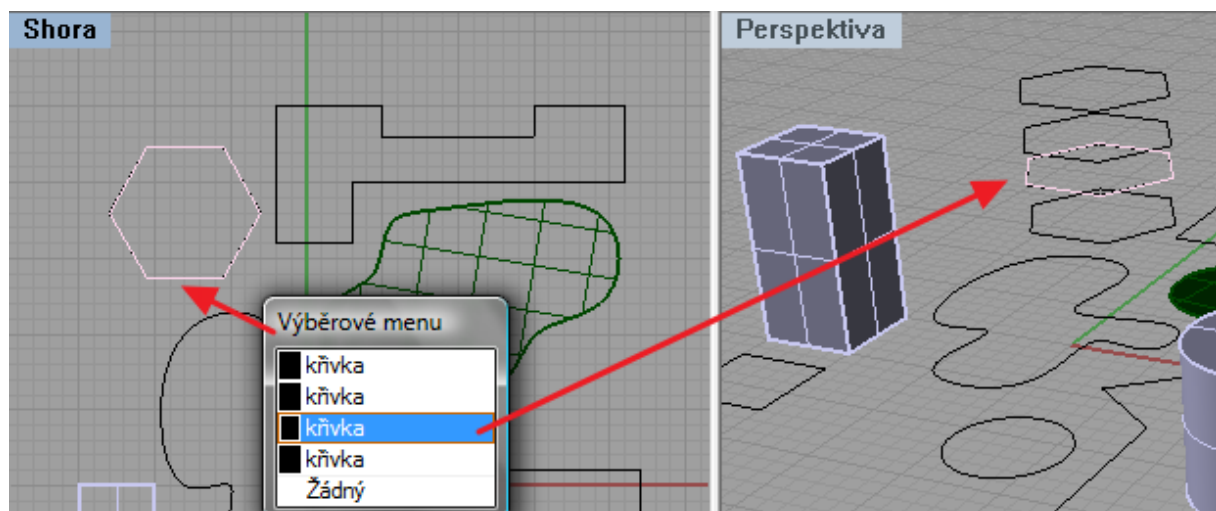 Shora
Perspektiva
Výběrové menu
křivka
křivka
křivka
křivka
Žádný